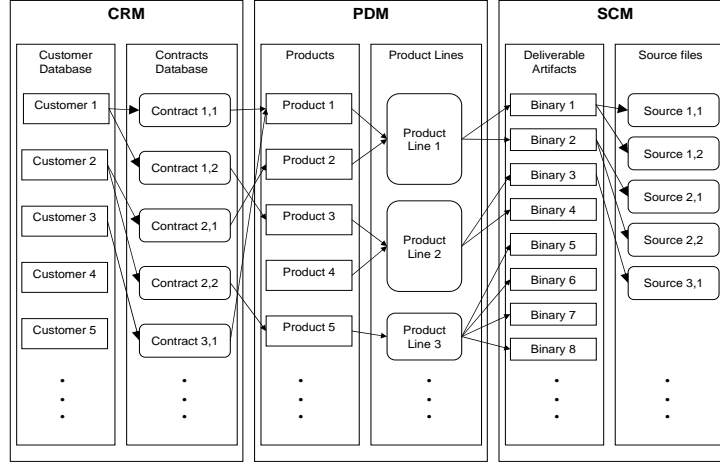 CRM
Customer
Database
Customer 1
Customer 2
Customer 3
Customer 4
Customer 5
Contracts
Database
Contract 1,1
Contract 1,2
Contract 2,1
Contract 2,2
Contract 3,1
PDM
Products
Product 1
Product 2
Product 3
Product 4
Product 5
Product Lines
Product
Line 1
Product
Line 2
Product
Line 3
SCM
Deliverable
Artifacts
Binary 1
Binary 2
Binary 3
Binary 4
Binary 5
Binary 6
Binary 7
Binary 8
Source files
Source 1,1
Source 1,2
Source 2,1
Source 2,2
Source 3,1